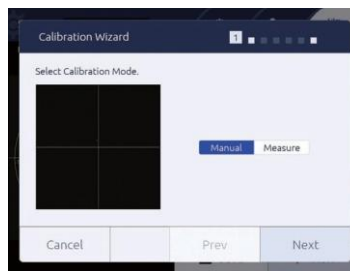 Calibration Wizard
1
Select Calibration Mode.
Manual Measure
Cancel Prev Next